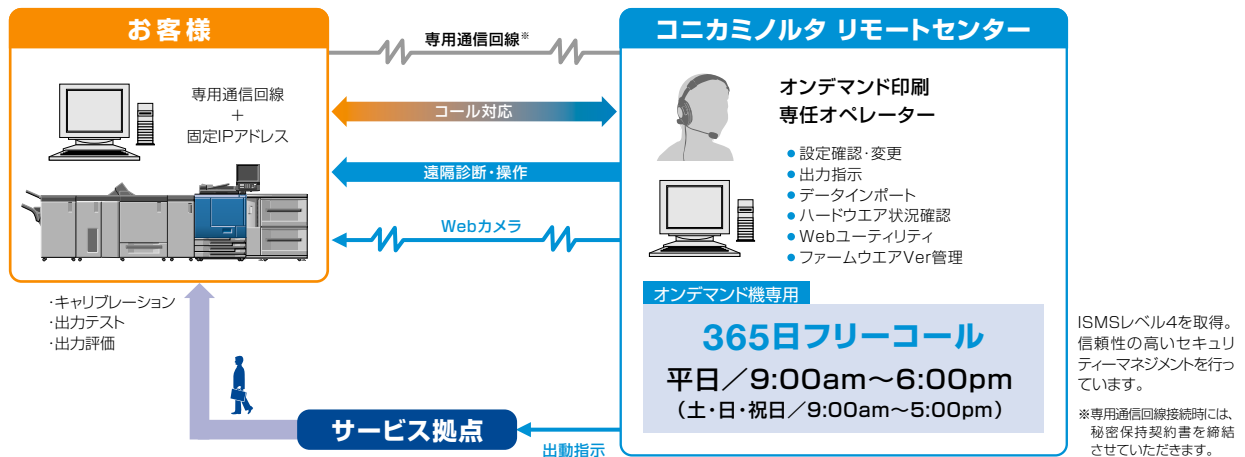 お客様
専用通信回線
＋
固定IPアドレス
・キャリブレーション
・出力テスト
・出力評価
専用通信回線※
コール対応
遠隔診断・操作
Webカメラ
コニカミノルタ リモートセンター
オンデマンド印刷
専任オペレーター
●設定確認・変更
●出力指示
●データインポート
●ハードウエア状況確認
●Webユーティリティ
●ファームウエアVer管理
オンデマンド機専用
365日フリーコール
平日／9:00am〜6:00pm
（土・日・祝日／9:00am〜5:00pm）
サービス拠点
出動指示
ISMSレベル4を取得。
信頼性の高いセキュリ
ティーマネジメントを行っ
ています。
※専用通信回線接続時には、
秘密保持契約書を締結
させていただきます。